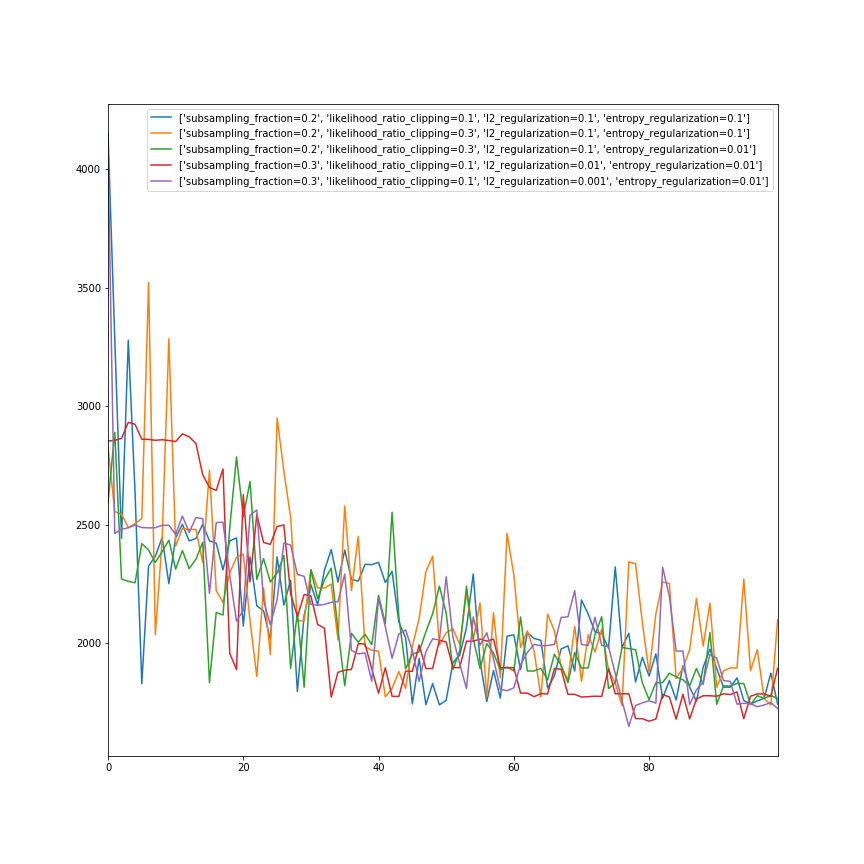 ['subsampling_fraction=0.2', 'likelihood_ratio_clipping=0.1', 'l2_regularization=0.1', 'entropy_regularization=0.1']
['subsampling_fraction=0.2', 'likelihood_ratio_clipping=0.3', 'l2_regularization=0.1', 'entropy_regularization=0.1']
['subsampling_fraction=0.2', 'likelihood_ratio_clipping=0.3', 'l2_regularization=0.1', 'entropy_regularization=0.01']
['subsampling_fraction=0.3', 'likelihood_ratio_clipping=0.1', 'l2_regularization=0.01', 'entropy_regularization=0.01']
['subsampling_fraction=0.3', 'likelihood_ratio_clipping=0.1', 'l2_regularization=0.001', 'entropy_regularization=0.01']
4000
3500
3000
2500
2000
0 20 40 60 80